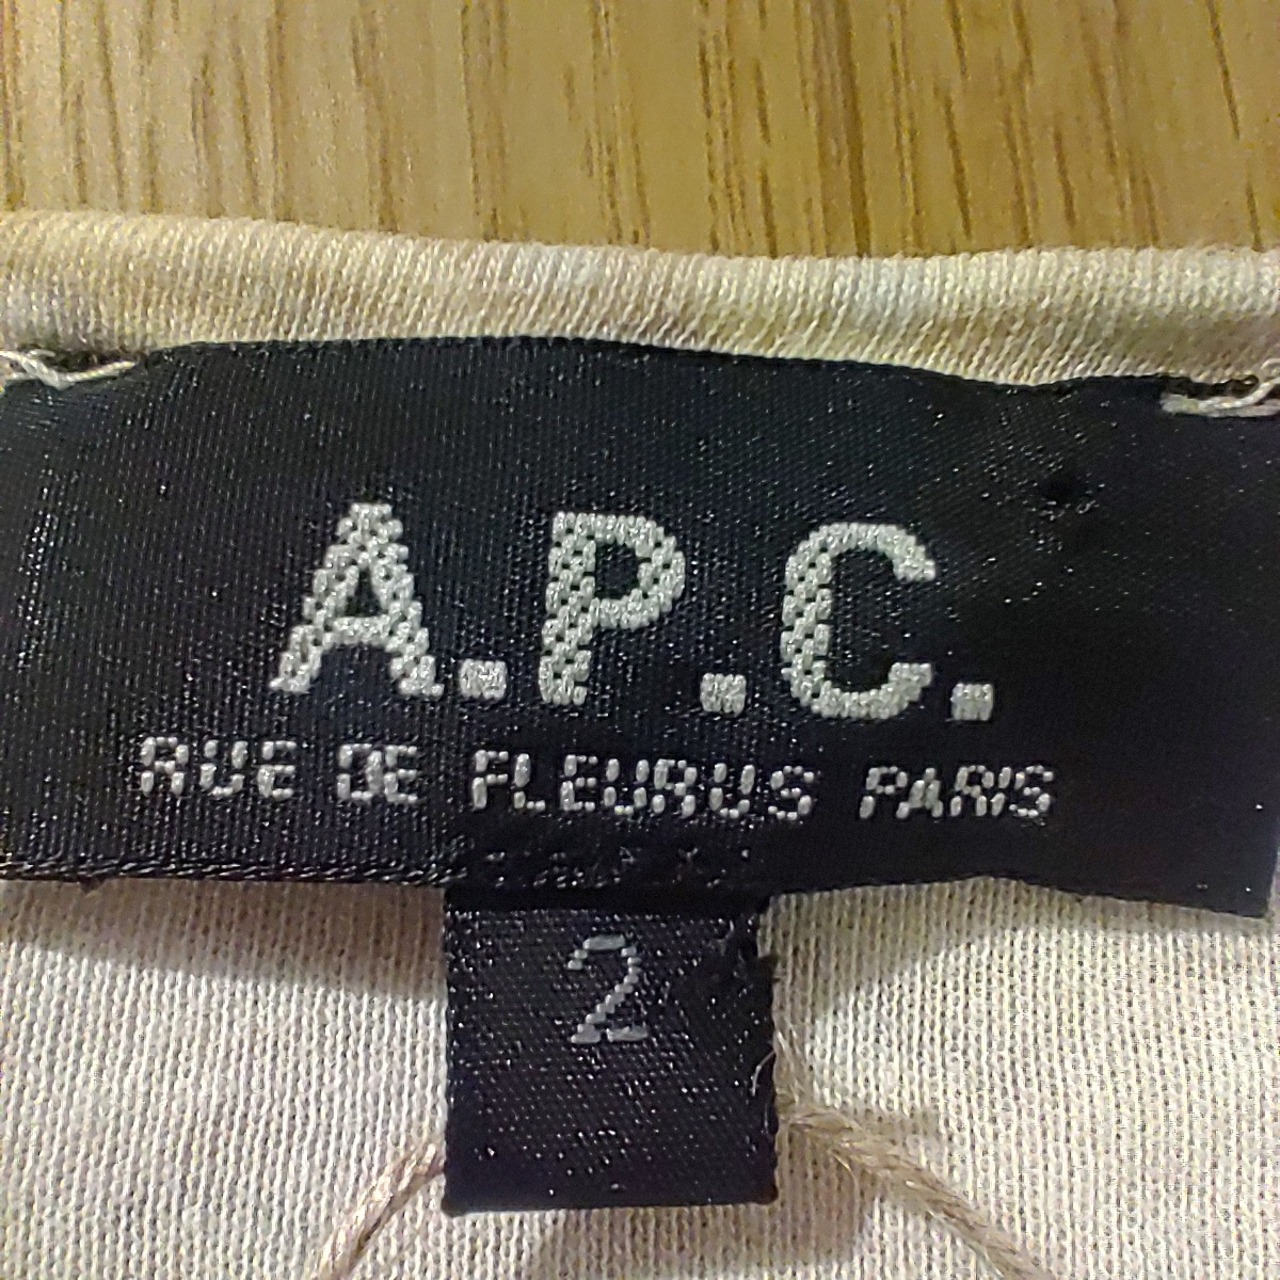 A.P.C.
RUE DE FLEURUS PARIS
2